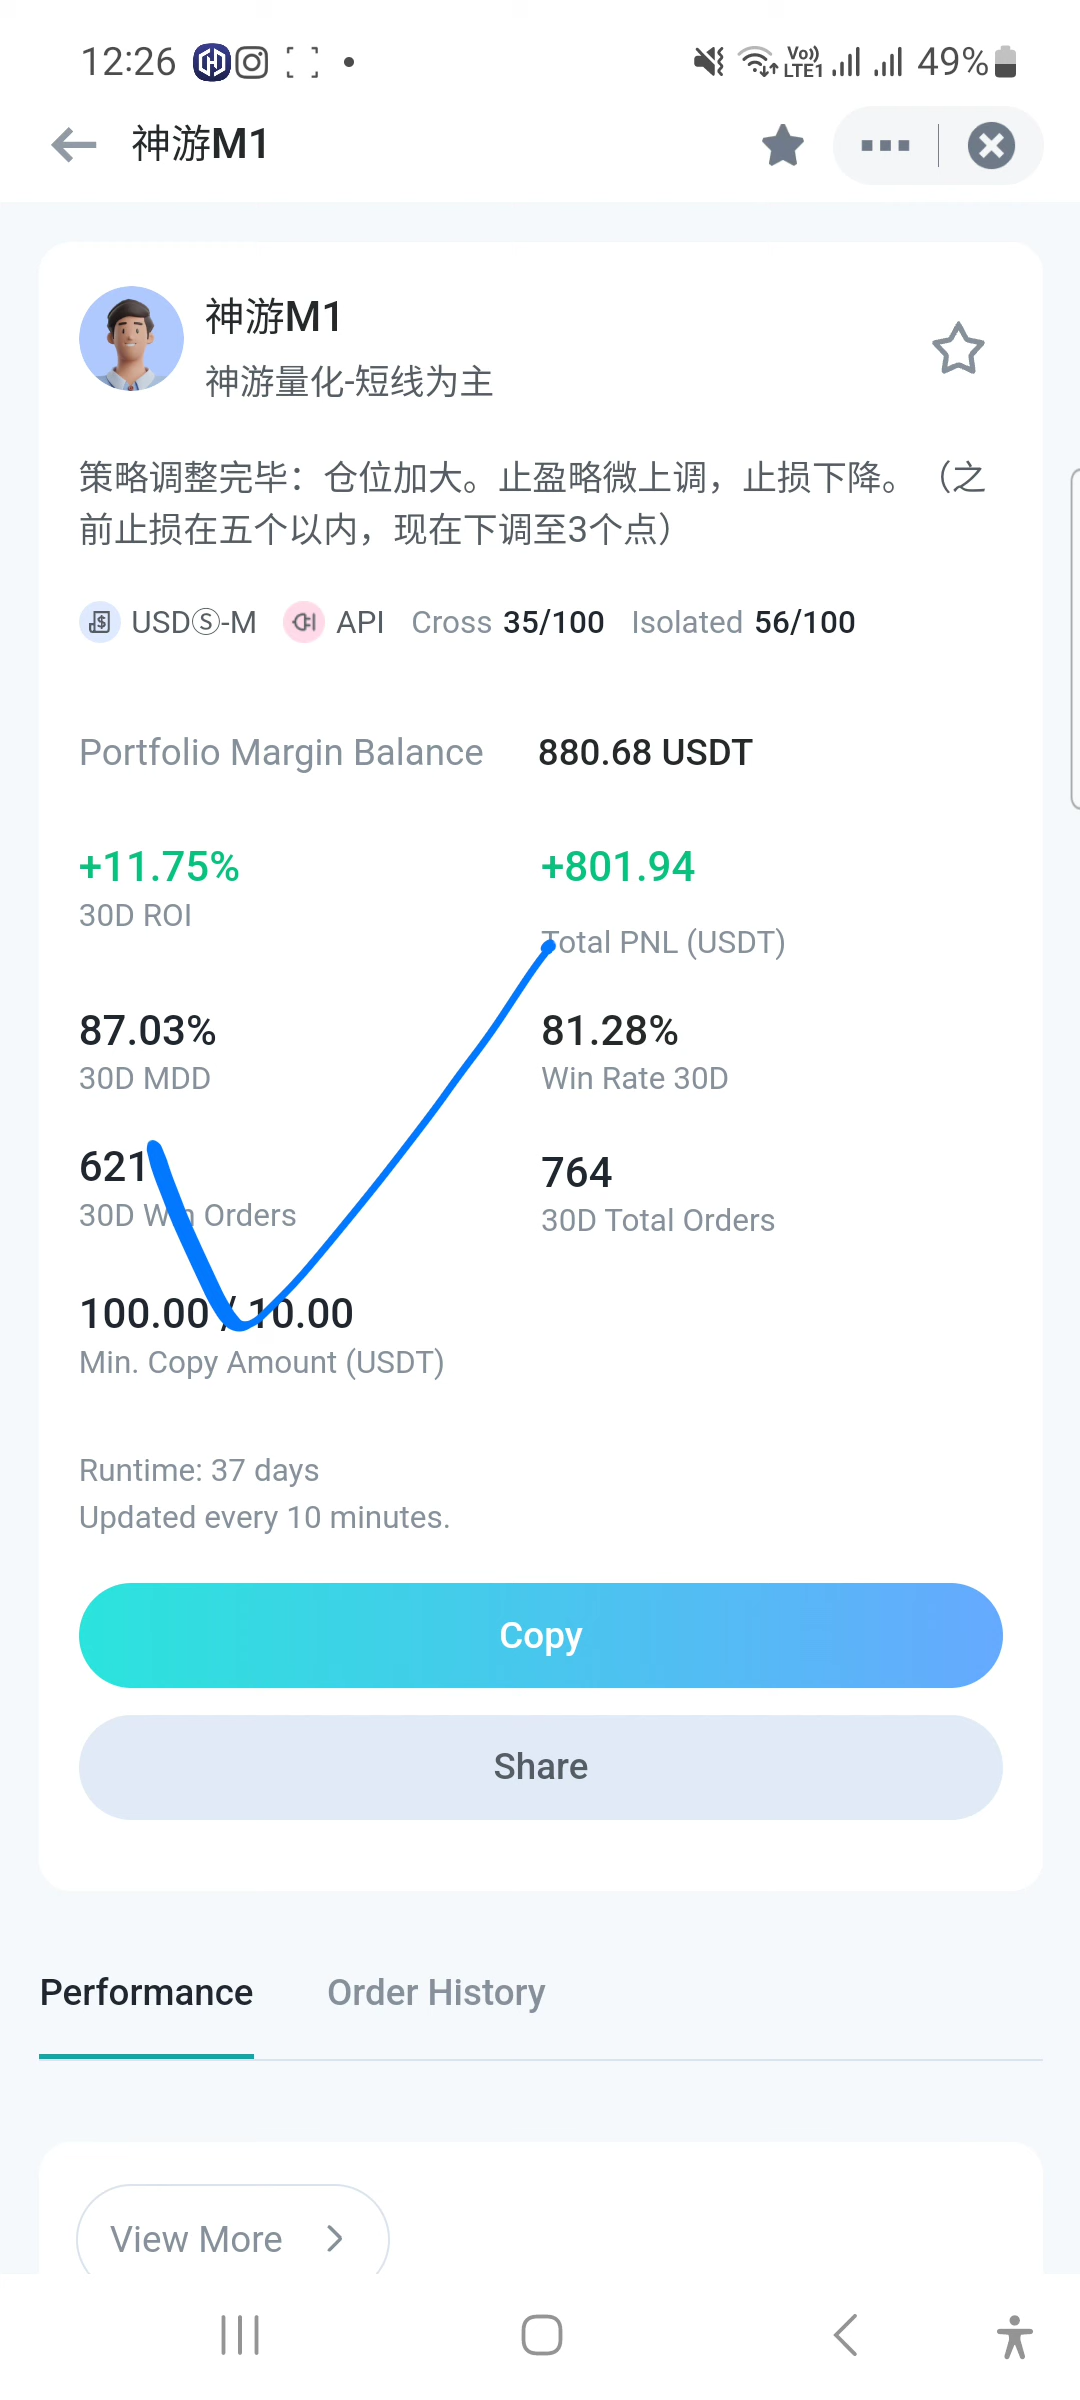 12:26
Vo)) LTE1 49%
神游M1
神游M1
神游量化-短线为主
策略调整完毕：仓位加大。止盈略微上调，止损下降。（之
前止损在五个以内，现在下调至3个点）
USDⓈ-M API Cross 35/100 Isolated 56/100
Portfolio Margin Balance 880.68 USDT
+11.75% +801.94
30D ROI Total PNL (USDT)
87.03% 81.28%
30D MDD Win Rate 30D
621 764
30D Win Orders 30D Total Orders
100.00 / 10.00
Min. Copy Amount (USDT)
Runtime: 37 days
Updated every 10 minutes.
Copy
Share
Performance Order History
View More